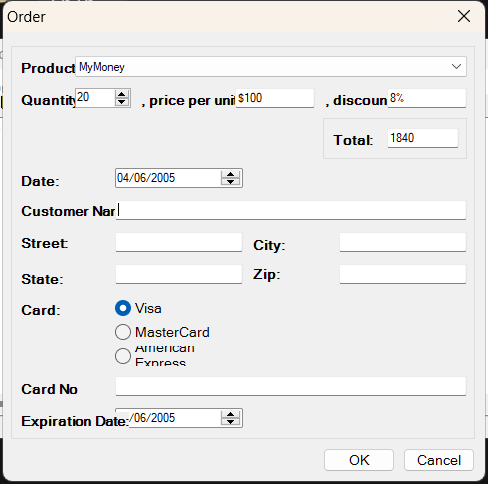 Order
Product MyMoney
Quantity 20 , price per unit $100 , discoun 8%
Total: 1840
Date: 04/06/2005
Customer Nar
Street: City:
State: Zip:
Card: Visa
MasterCard
American
Express
Card No
Expiration Date: /06/2005
OK Cancel